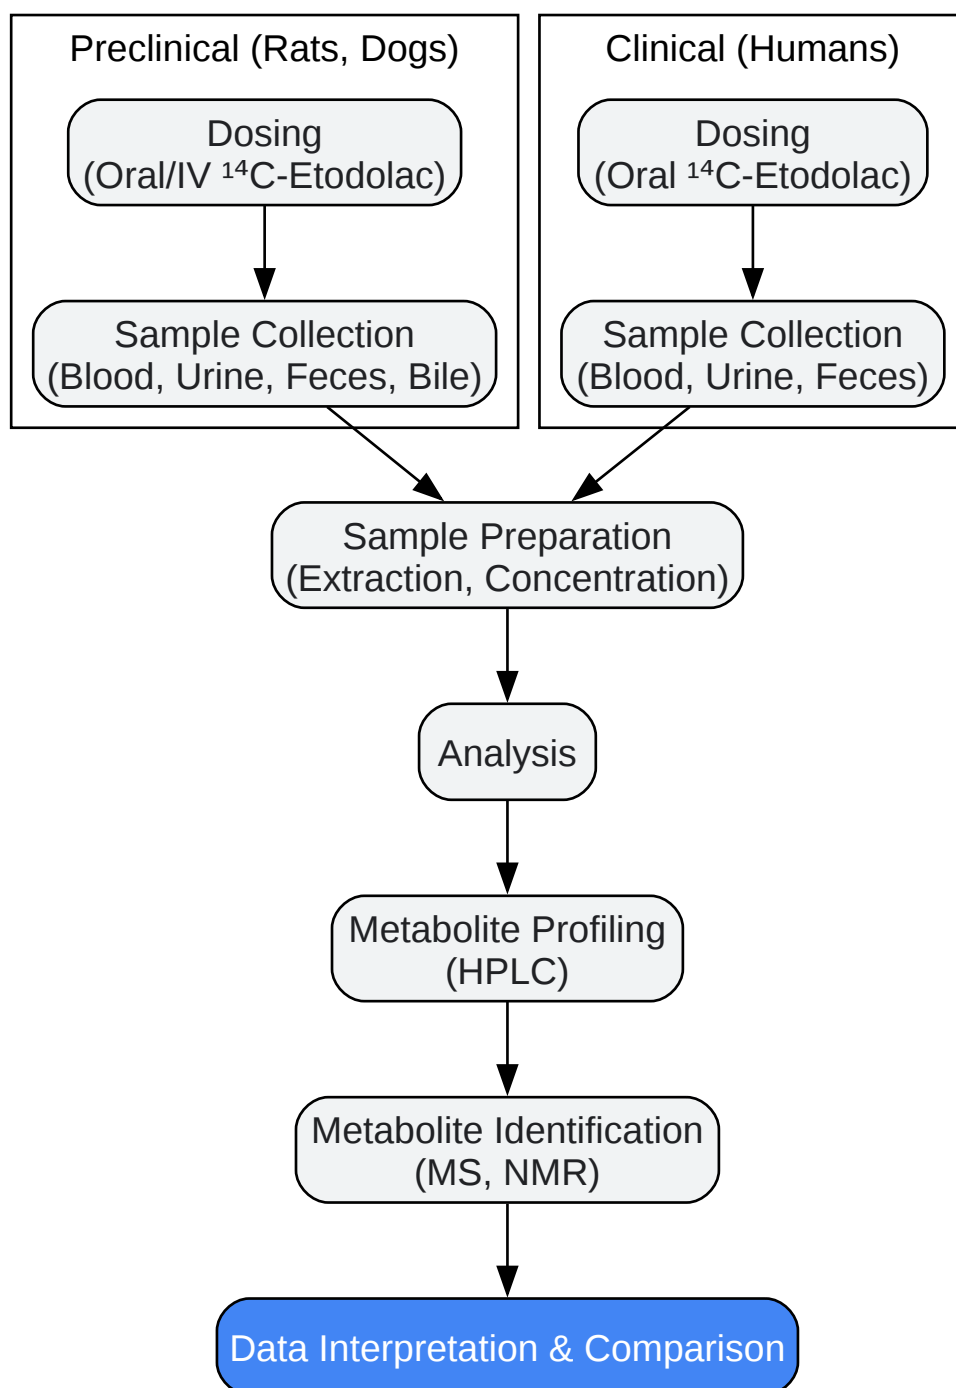 Preclinical (Rats, Dogs)
Dosing
(Oral/IV ¹⁴C-Etodolac)
Sample Collection
(Blood, Urine, Feces, Bile)
Clinical (Humans)
Dosing
(Oral ¹⁴C-Etodolac)
Sample Collection
(Blood, Urine, Feces)
Sample Preparation
(Extraction, Concentration)
Analysis
Metabolite Profiling
(HPLC)
Metabolite Identification
(MS, NMR)
Data Interpretation & Comparison